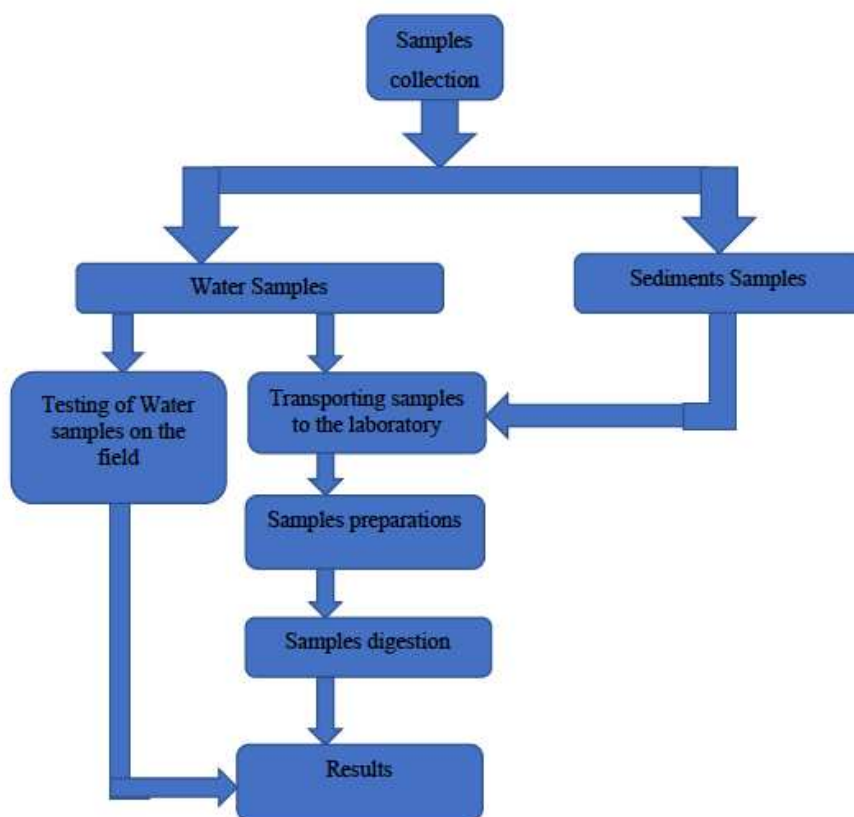 Samples
collection
Water Samples
Sediments Samples
Testing of Water
samples on the
field
Transporting samples
to the laboratory
Samples preparations
Samples digestion
Results